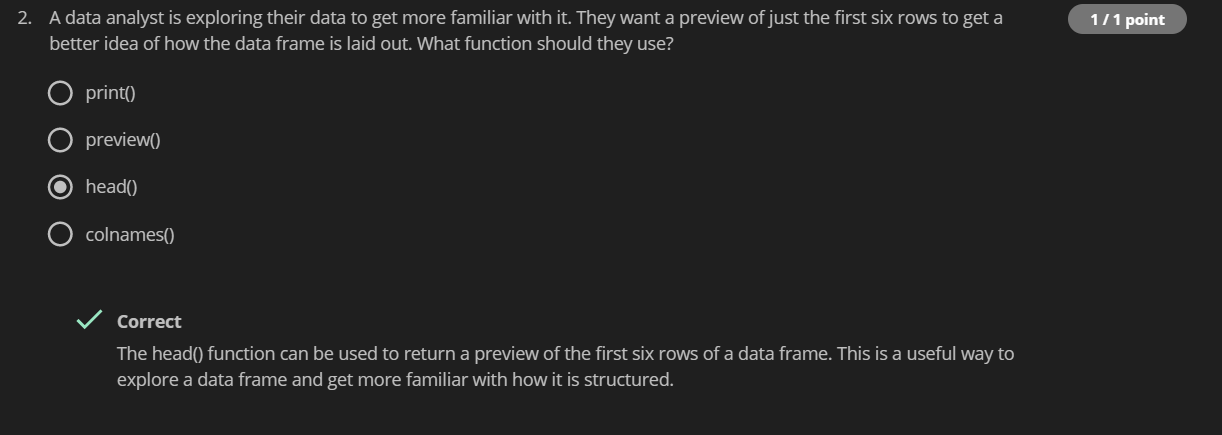 2. A data analyst is exploring their data to get more familiar with it. They want a preview of just the first six rows to get a
1 / 1 point
better idea of how the data frame is laid out. What function should they use?
print()
preview()
head()
colnames()
Correct
The head() function can be used to return a preview of the first six rows of a data frame. This is a useful way to
explore a data frame and get more familiar with how it is structured.